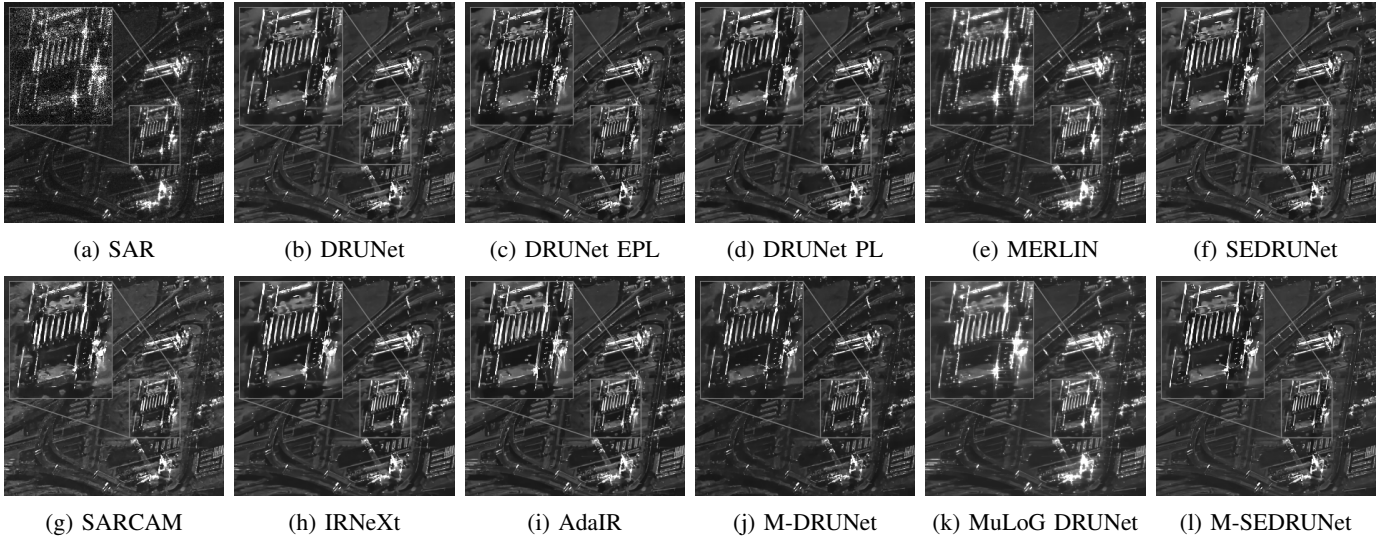 (a) SAR
(b) DRUNet
(c) DRUNet EPL
(d) DRUNet PL
(e) MERLIN
(f) SEDRUNet
(g) SARCAM
(h) IRNeXt
(i) AdaIR
(j) M-DRUNet
(k) MuLoG DRUNet
(l) M-SEDRUNet